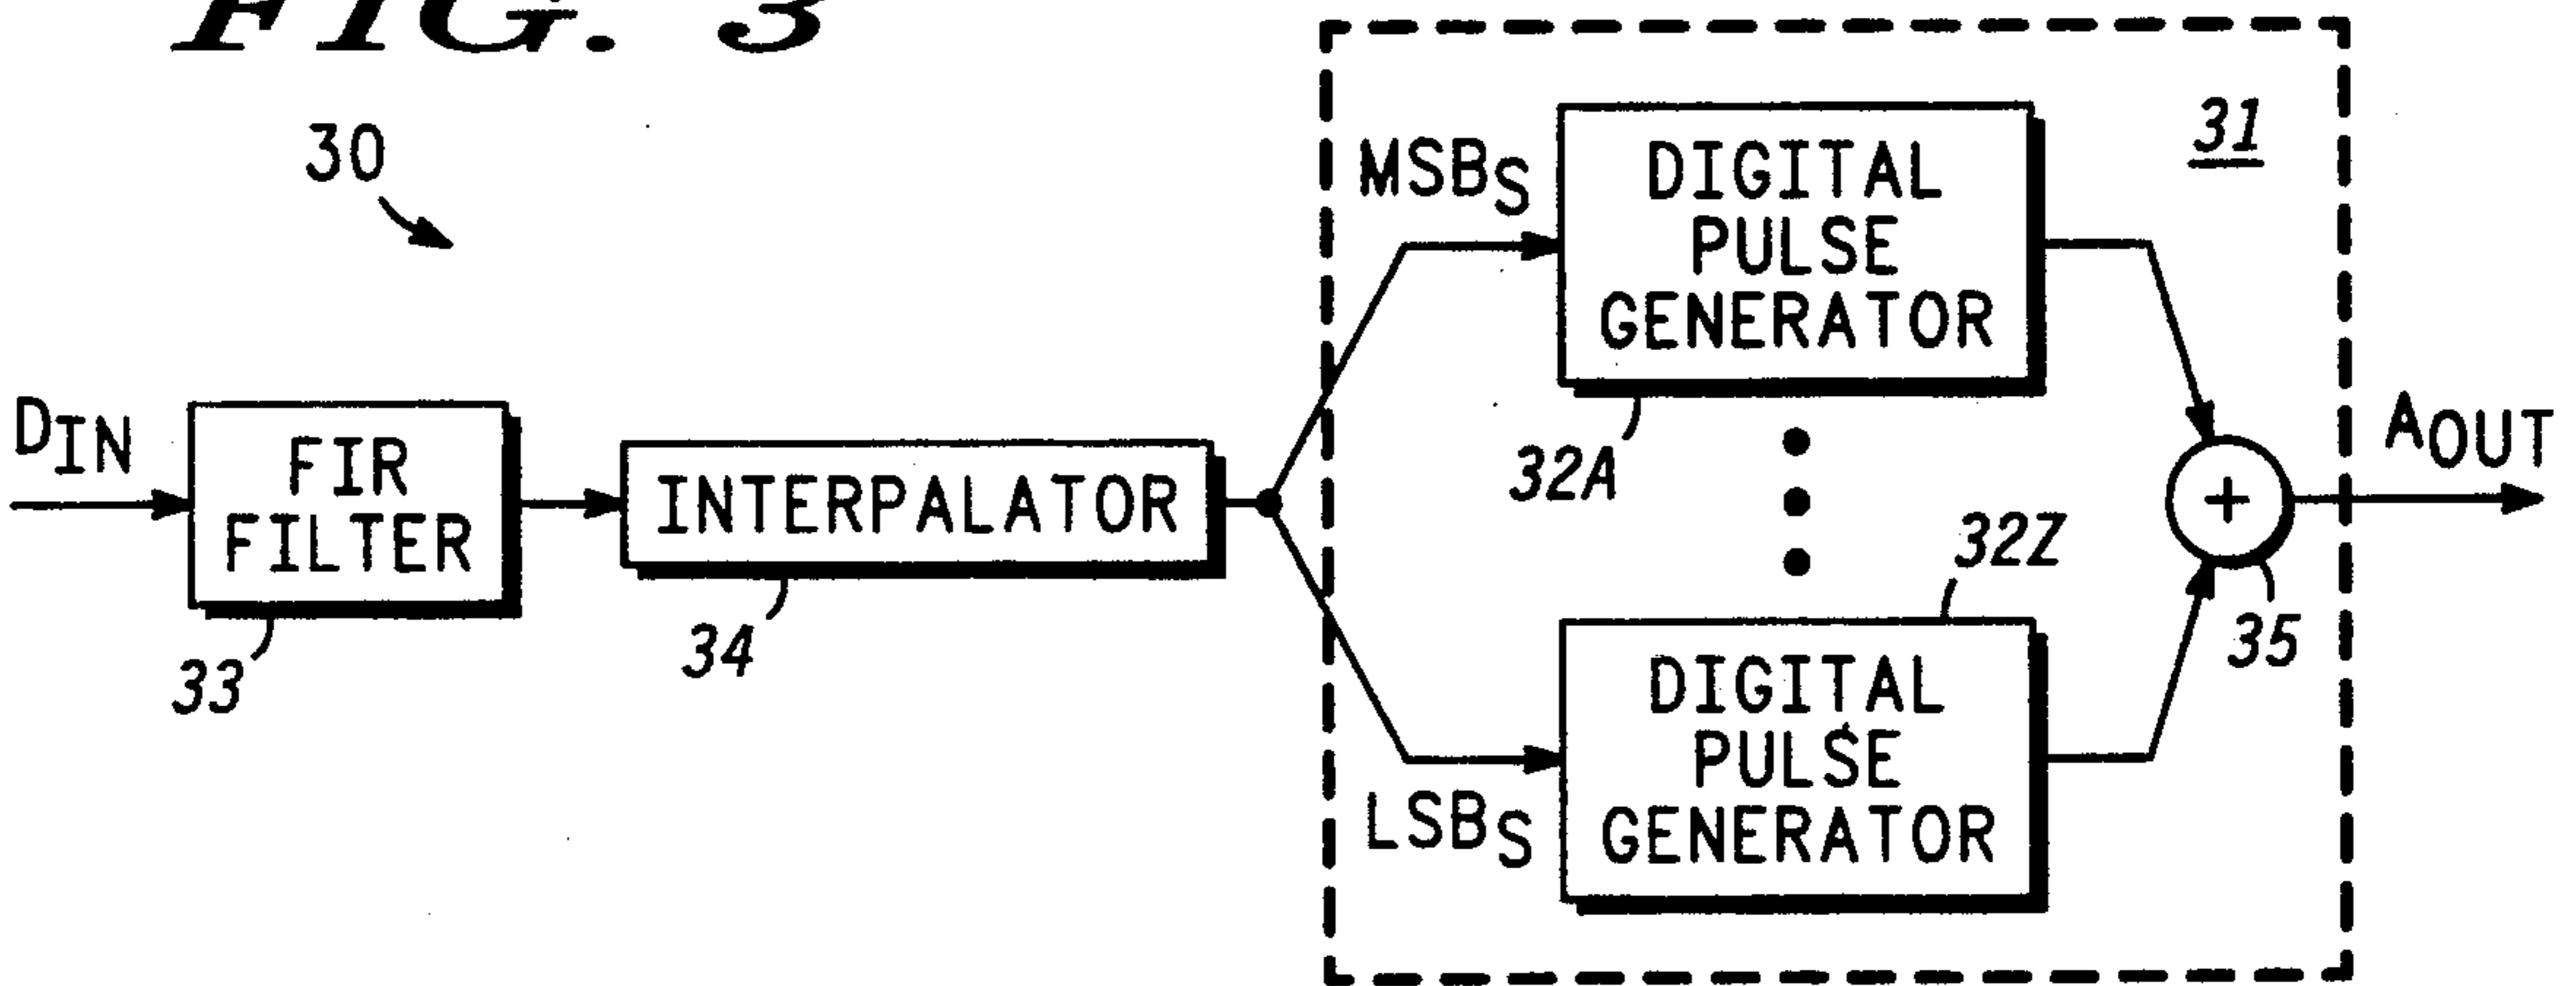 FIG. 3
30
31
MSBS
DIGITAL
PULSE
GENERATOR
32A
DIN
FIR
FILTER
33
INTERPALATOR
34
AOUT
35
32Z
LSBS
DIGITAL
PULSE
GENERATOR